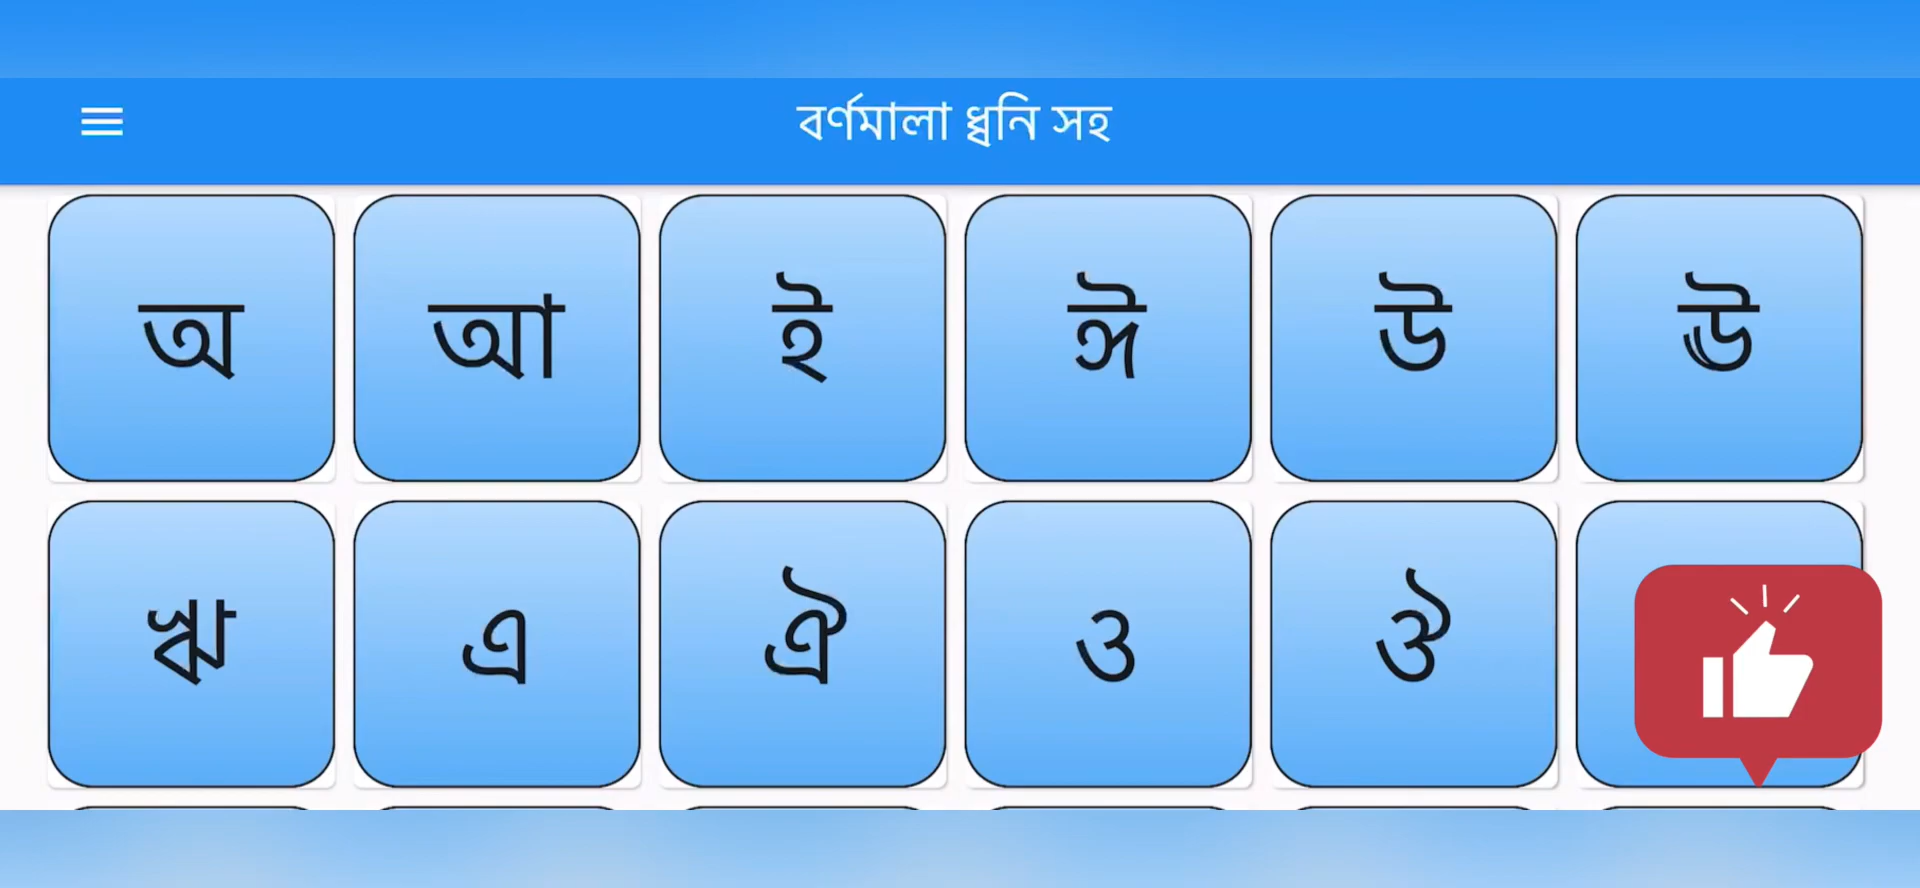 বর্ণমালা ধ্বনি সহ
অ আ ই ঈ উ ঊ
ঋ এ ঐ ও ঔ